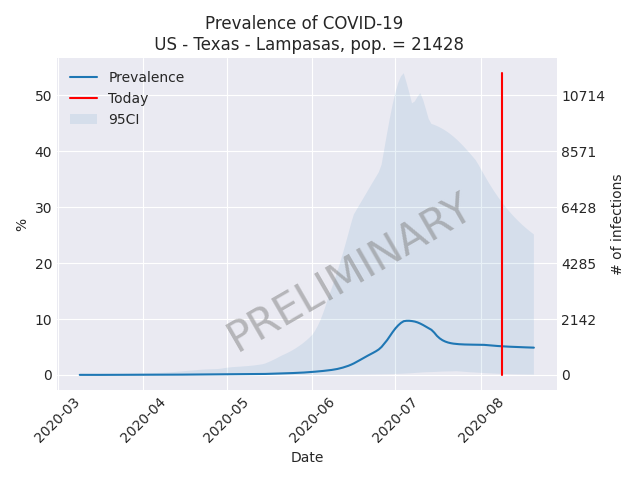 Prevalence of COVID-19
US - Texas - Lampasas, pop. = 21428
Prevalence
Today
95CI
50
40
30
20
10
0
%
10714
8571
6428
4285
2142
0
# of infections
PRELIMINARY
2020-03
2020-04
2020-05
2020-06
2020-07
2020-08
Date